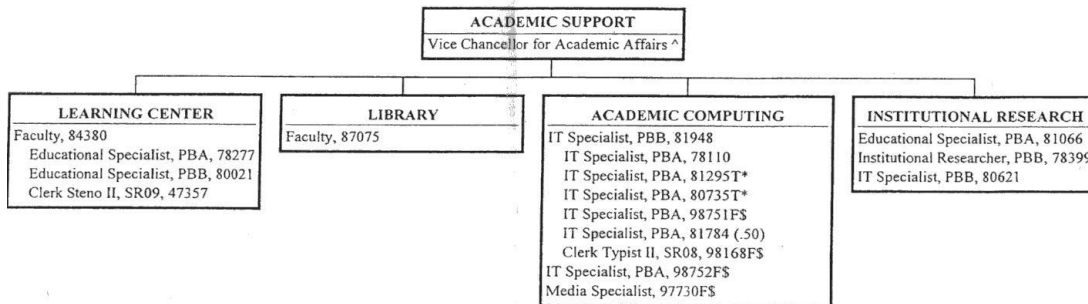 ACADEMIC SUPPORT
Vice Chancellor for Academic Affairs ^
LEARNING CENTER
Faculty, 84380
Educational Specialist, PBA, 78277
Educational Specialist, PBB, 80021
Clerk Steno II, SR09, 47357
LIBRARY
Faculty, 87075
ACADEMIC COMPUTING
IT Specialist, PBB, 81948
IT Specialist, PBA, 78110
IT Specialist, PBA, 81295T*
IT Specialist, PBA, 80735T*
IT Specialist, PBA, 98751F$
IT Specialist, PBA, 81784 (.50)
Clerk Typist II, SR08, 98168F$
IT Specialist, PBA, 98752F$
Media Specialist, 97730F$
INSTITUTIONAL RESEARCH
Educational Specialist, PBA, 81066
Institutional Researcher, PBB, 78399
IT Specialist, PBB, 80621